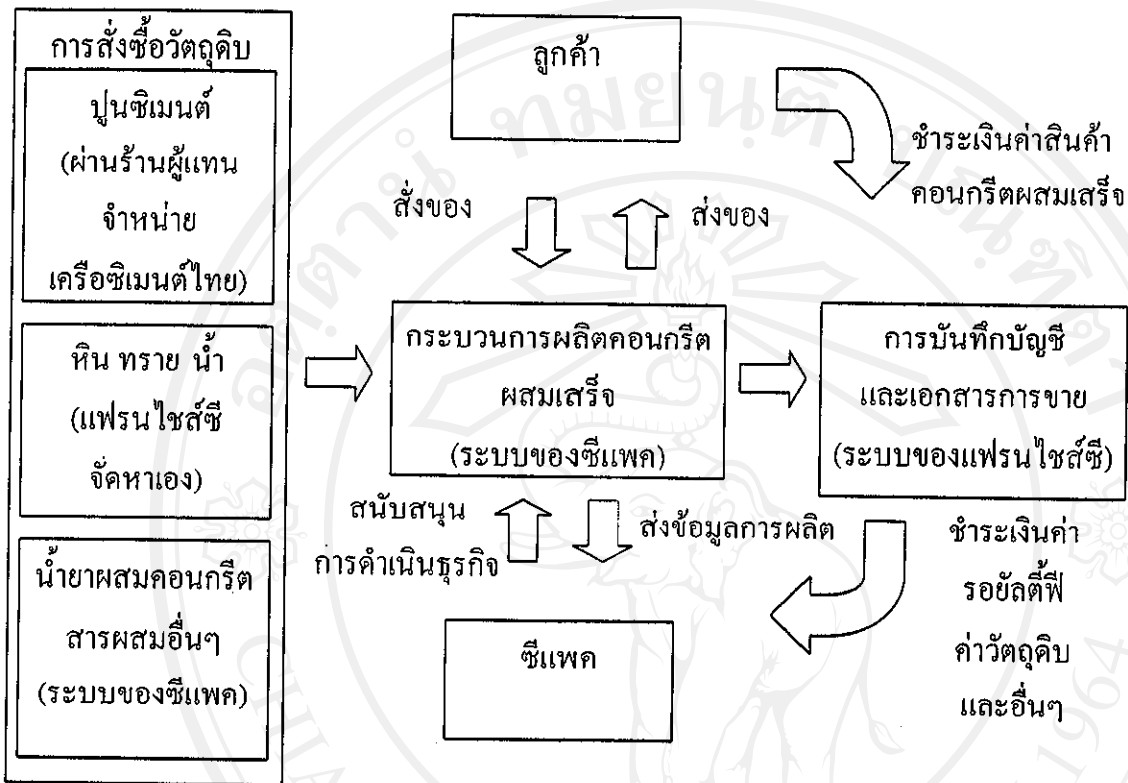 การสั่งซื้อวัตถุดิบ
ปูนซิเมนต์
(ผ่านร้านผู้แทน
จำหน่าย
เครือซิเมนต์ไทย)
หิน ทราย น้ำ
(แฟรนไชส์ซี
จัดหาเอง)
น้ำยาผสมคอนกรีต
สารผสมอื่นๆ
(ระบบของซีแพค)
ลูกค้า
ชำระเงินค่าสินค้า
คอนกรีตผสมเสร็จ
สั่งของ
ส่งของ
กระบวนการผลิตคอนกรีต
ผสมเสร็จ
(ระบบของซีแพค)
การบันทึกบัญชี
และเอกสารการขาย
(ระบบของแฟรนไชส์ซี)
สนับสนุน
การดำเนินธุรกิจ
ส่งข้อมูลการผลิต
ซีแพค
ชำระเงินค่า
รอยัลตี้ฟี
ค่าวัตถุดิบ
และอื่นๆ
1964